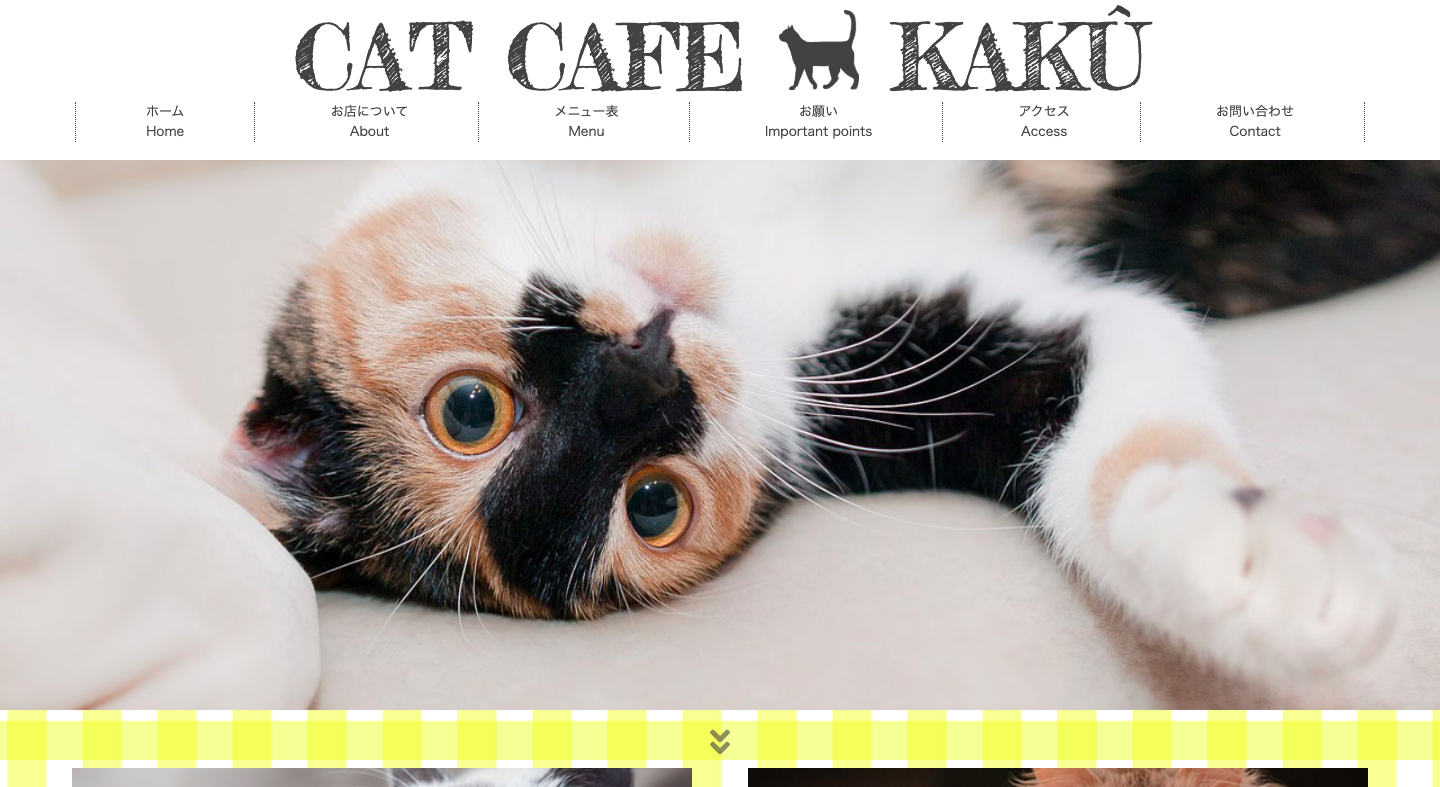 CAT CAFE KAKÙ
ホーム
Home
お店について
About
メニュー表
Menu
お願い
Important points
アクセス
Access
お問い合わせ
Contact